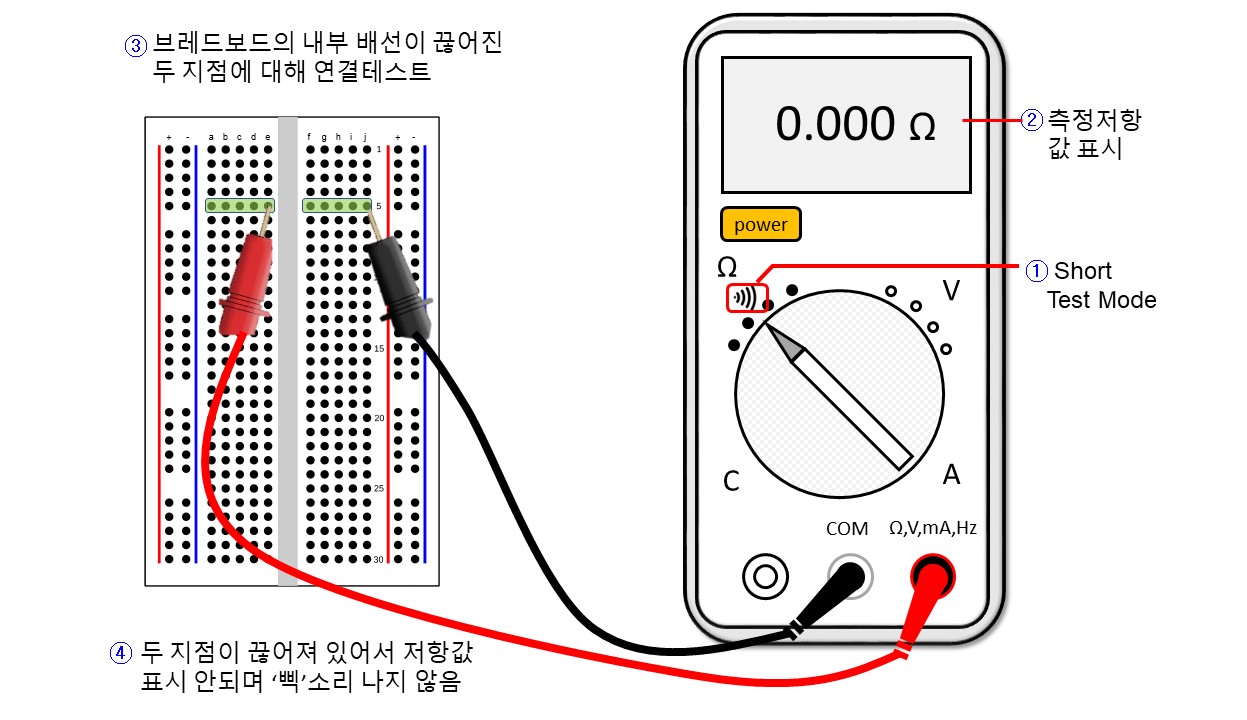 ③ 브레드보드의 내부 배선이 끊어진
두 지점에 대해 연결테스트
+ - a b c d e f g h i j + -
1
5
15
20
25
30
0.000 Ω
② 측정저항
값 표시
power
Ω
① Short
Test Mode
V
C
A
COM Ω,V,mA,Hz
④ 두 지점이 끊어져 있어서 저항값
표시 안되며 ‘삑’소리 나지 않음